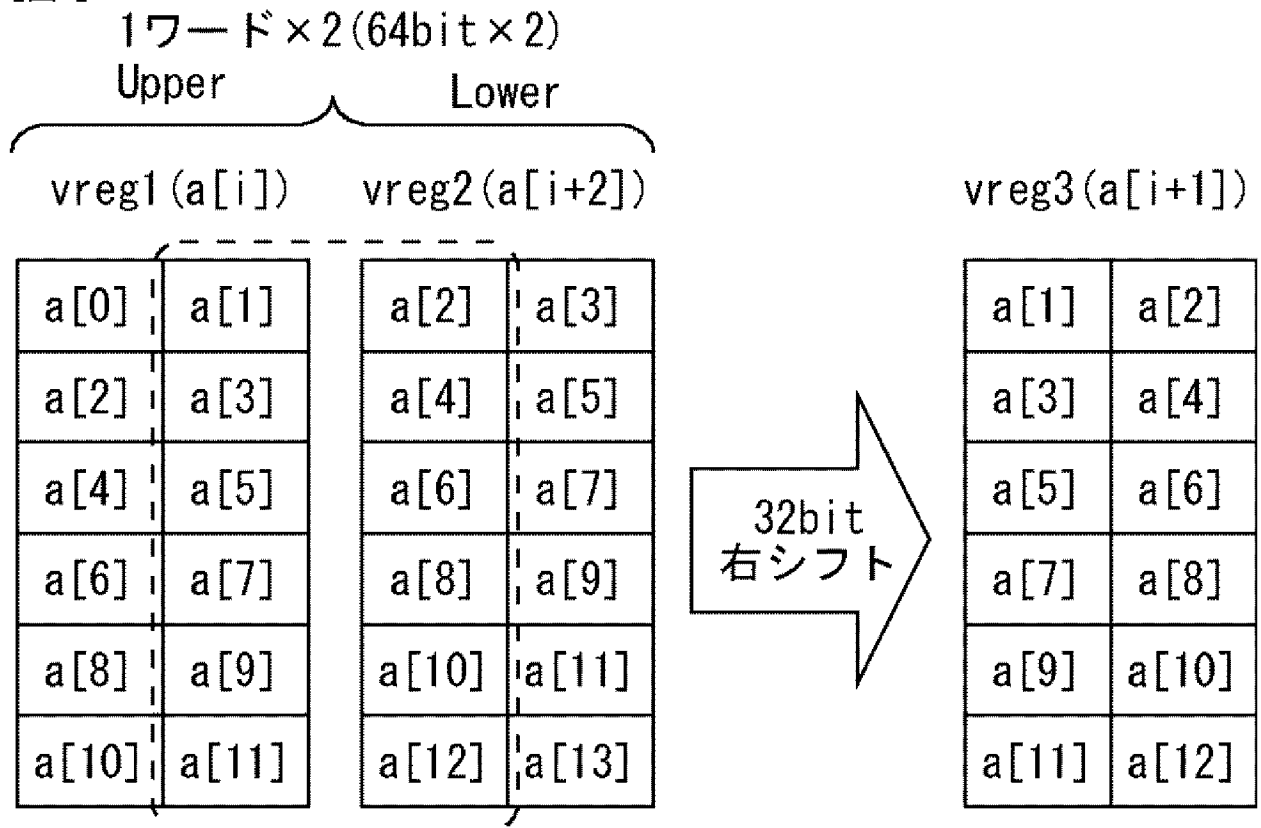 1ワード×2(64bit×2)
Upper Lower
vreg1(a[i]) vreg2(a[i+2]) vreg3(a[i+1])
a[0] a[1] a[2] a[3] a[1] a[2]
a[2] a[3] a[4] a[5] a[3] a[4]
a[4] a[5] a[6] a[7] a[5] a[6]
32bit
右シフト
a[6] a[7] a[8] a[9] a[7] a[8]
a[8] a[9] a[10] a[11] a[9] a[10]
a[10] a[11] a[12] a[13] a[11] a[12]